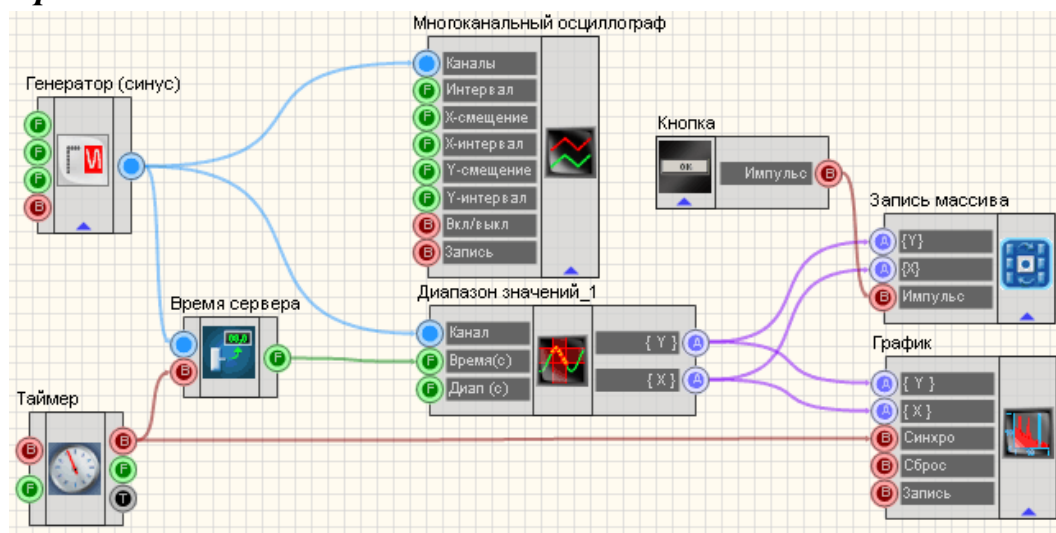 Многоканальный осциллограф
Каналы
Интервал
X-смещение
X-интервал
Y-смещение
Y-интервал
Вкл/выкл
Запись
Генератор (синус)
F
F
F
B
F
F
F
F
F
B
B
Кнопка
OK
Импульс
B
Запись массива
A
{Y}
A
{X}
B
Импульс
Время сервера
B
00,0
F
Диапазон значений_1
Канал
F
Время(с)
F
Диап (с)
{ Y }
A
{ X }
A
График
A
{ Y }
A
{ X }
B
Синхро
B
Сброс
B
Запись
Таймер
B
F
B
F
T